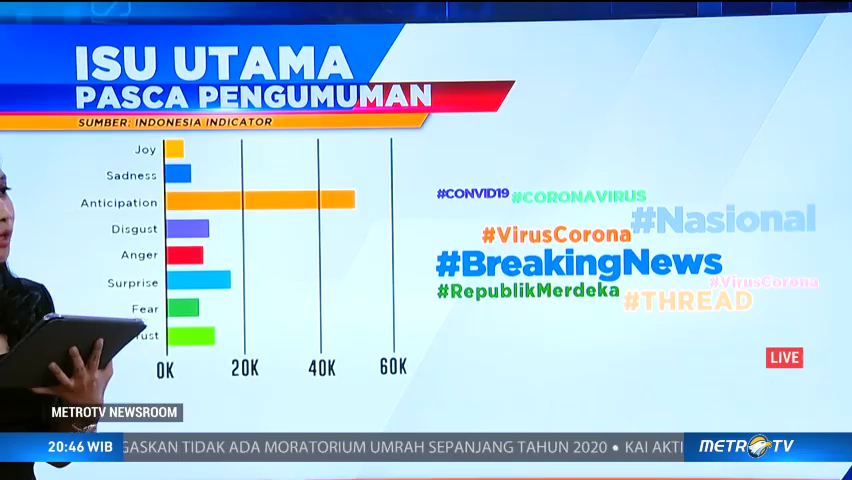 ISU UTAMA
PASCA PENGUMUMAN
SUMBER: INDONESIA INDICATOR
Joy
Sadness
Anticipation
Disgust
Anger
Surprise
Fear
0K 20K 40K 60K
#CONVID19 #CORONAVIRUS
#Nasional
#VirusCorona
#BreakingNews
#VirusCorona
#RepublikMerdeka
#THREAD
LIVE
METROTV NEWSROOM
20:46 WIB GASKAN TIDAK ADA MORATORIUM UMRAH SEPANJANG TAHUN 2020 • KAI AKTI METROTV